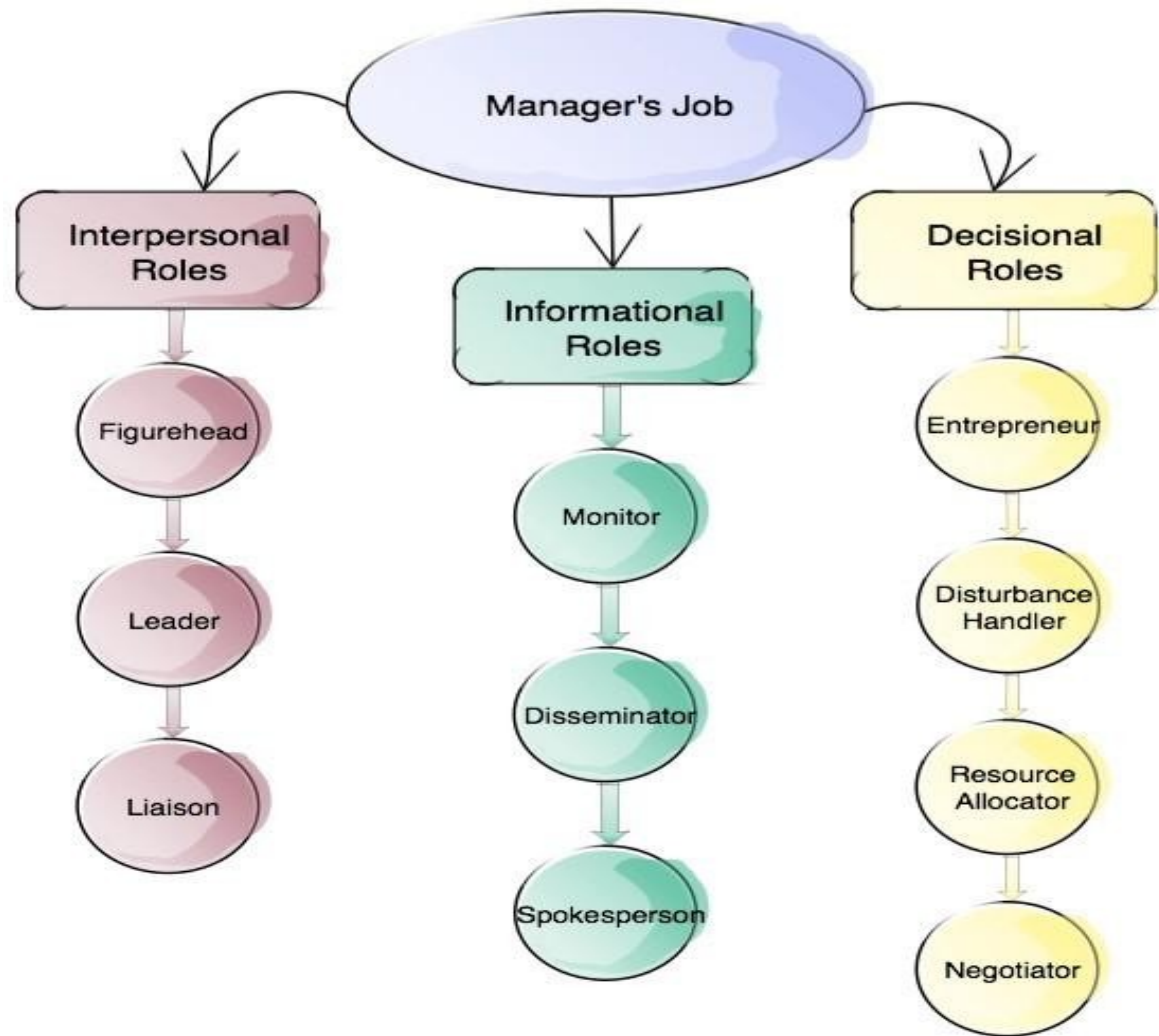 Manager's Job
Interpersonal
Roles
Figurehead
Leader
Liaison
Informational
Roles
Monitor
Disseminator
Spokesperson
Decisional
Roles
Entrepreneur
Disturbance
Handler
Resource
Allocator
Negotiator